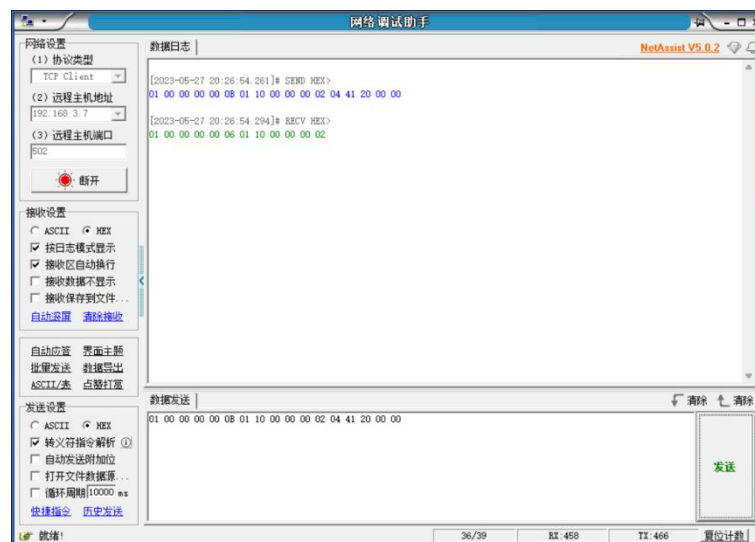 网络调试助手
网络设置
(1) 协议类型
TCP Client
(2) 远程主机地址
192.168.3.7
(3) 远程主机端口
502
断开
接收设置
ASCII HEX
按日志模式显示
接收区自动换行
接收数据不显示
接收保存到文件...
自动滚屏 清除接收
自动应答 界面主题
批量发送 数据导出
ASCII/表 点赞打赏
发送设置
ASCII HEX
转义符指令解析
自动发送附加位
打开文件数据源...
循环周期 10000 ms
快捷指令 历史发送
数据日志
NetAssist V5.0.2
[2023-05-27 20:26:54.261]# SEND HEX>
01 00 00 00 00 0B 01 10 00 00 00 02 04 41 20 00 00
[2023-05-27 20:26:54.294]# RECV HEX>
01 00 00 00 00 06 01 10 00 00 00 02
数据发送
清除 清除
01 00 00 00 00 0B 01 10 00 00 00 02 04 41 20 00 00
发送
就绪!
36/39
RX:458
TX:466
复位计数